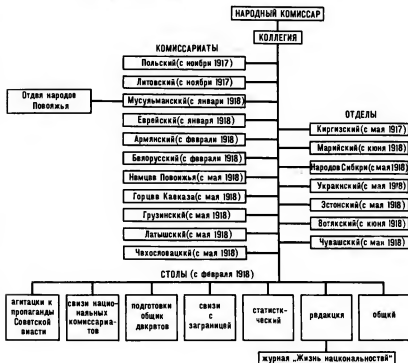 НАРОДНЫЙ КОМИССАР
КОЛЛЕГИЯ
КОМИССАРИАТЫ
Польский (с ноября 1917)
Литовский (с ноября 1917)
Мусульманский (с января 1918)
Еврейский (с января 1918)
Армянский (с февраля 1918)
Белорусский (с февраля 1918)
Немцев Поволжья (с мая 1918)
Горцев Кавказа (с мая 1918)
Грузинский (с мая 1918)
Латышский (с мая 1918)
Чехословацкий (с мая 1918)
Отдел народов
Поволжья
ОТДЕЛЫ
Киргизский (с мая 1917)
Марийский (с июня 1918)
Народов Сибири (с мая 1918)
Украинский (с мая 1918)
Эстонский (с мая 1918)
Вотякский (с июня 1918)
Чувашский (с мая 1918)
СТОЛЫ (с февраля 1918)
агитации и
пропаганды
Советской
власти
связи нацио-
нальных
комиссариа-
тов
подготовки
общих
декретов
связи
с
заграницей
статисти-
ческий
редакция
общий
журнал „Жизнь национальностей"